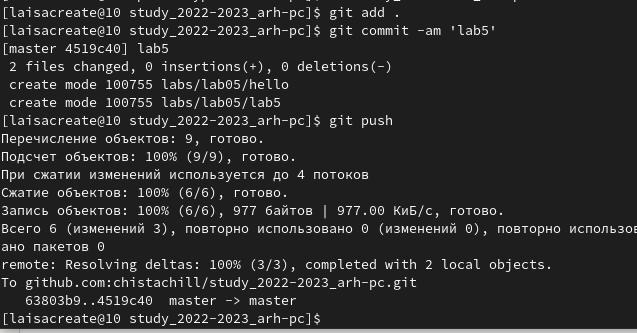 [laisacreate@10 study_2022-2023_arh-pc]$ git add .
[laisacreate@10 study_2022-2023_arh-pc]$ git commit -am 'lab5'
[master 4519c40] lab5
 2 files changed, 0 insertions(+), 0 deletions(-)
 create mode 100755 labs/lab05/hello
 create mode 100755 labs/lab05/lab5
[laisacreate@10 study_2022-2023_arh-pc]$ git push
Перечисление объектов: 9, готово.
Подсчет объектов: 100% (9/9), готово.
При сжатии изменений используется до 4 потоков
Сжатие объектов: 100% (6/6), готово.
Запись объектов: 100% (6/6), 977 байтов | 977.00 КиБ/с, готово.
Всего 6 (изменений 3), повторно использовано 0 (изменений 0), повторно использов
ано пакетов 0
remote: Resolving deltas: 100% (3/3), completed with 2 local objects.
To github.com:chistachill/study_2022-2023_arh-pc.git
   63803b9..4519c40  master -> master
[laisacreate@10 study_2022-2023_arh-pc]$